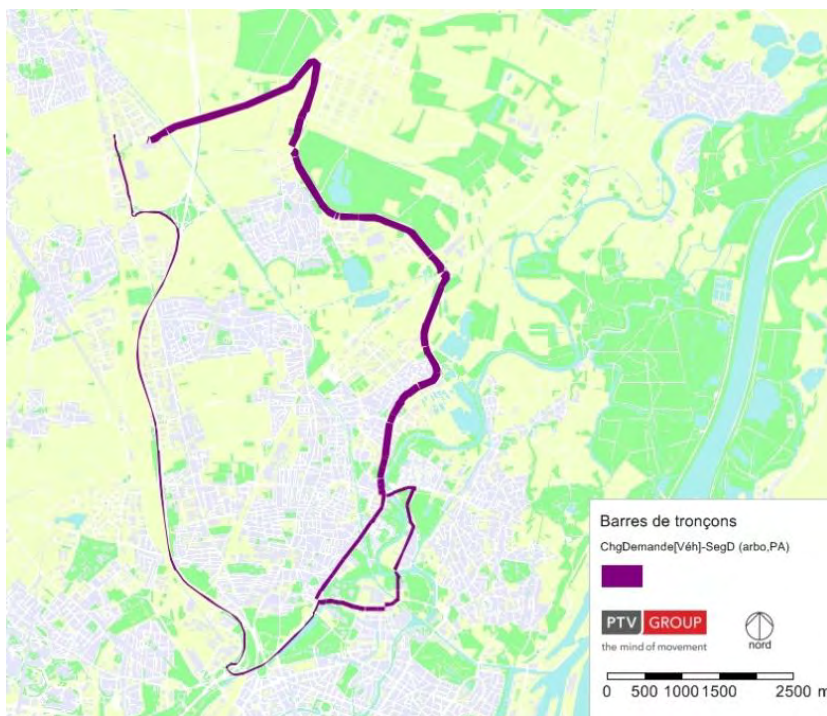 Barres de tronçons
ChgDemande[Véh]-SegD (arbo,PA)
PTV GROUP
the mind of movement
nord
0 500 1000 1500 2500 m